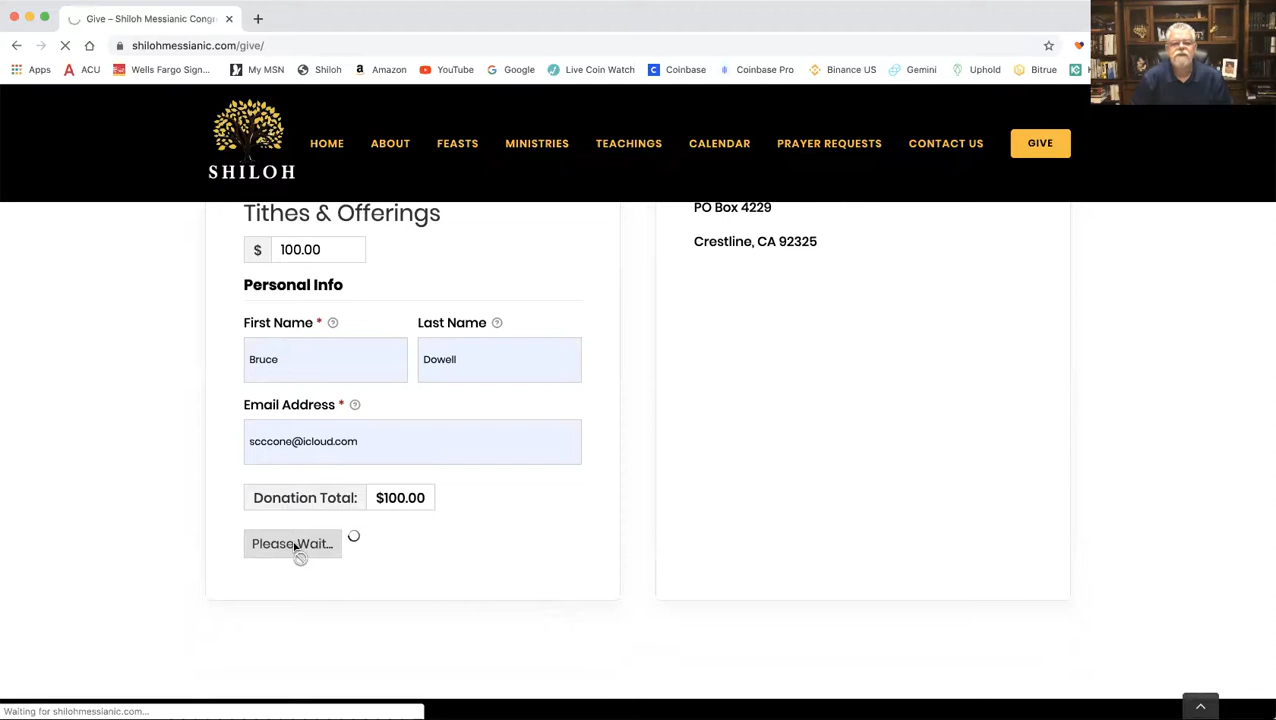 Give – Shiloh Messianic Congr
shilohmessianic.com/give/
Apps ACU Wells Fargo Sign... My MSN Shiloh Amazon YouTube Google Live Coin Watch Coinbase Coinbase Pro Binance US Gemini Uphold Bitrue
SHILOH
HOME ABOUT FEASTS MINISTRIES TEACHINGS CALENDAR PRAYER REQUESTS CONTACT US GIVE
Tithes & Offerings
$ 100.00
Personal Info
First Name * Last Name
Bruce Dowell
Email Address *
scccone@icloud.com
Donation Total: $100.00
Please Wait...
PO Box 4229
Crestline, CA 92325
Waiting for shilohmessianic.com...